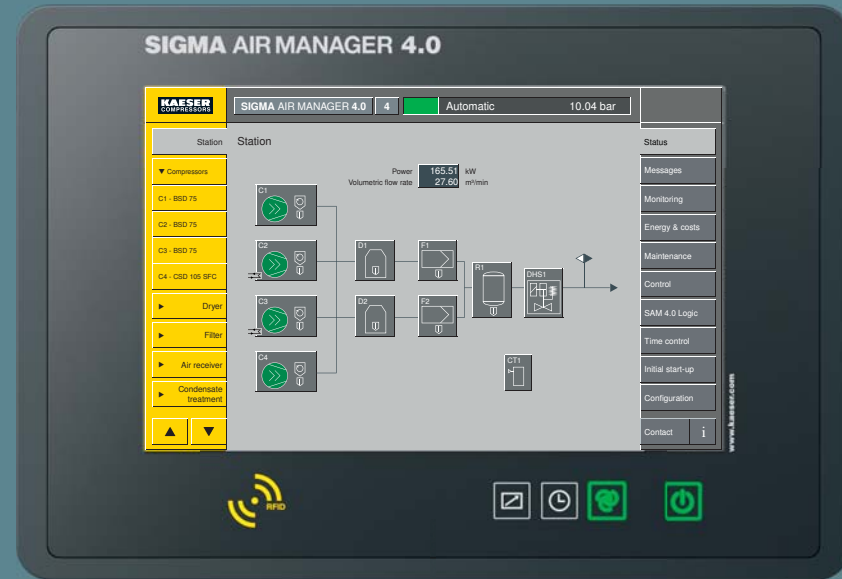 SIGMA AIR MANAGER 4.0
KAESER
COMPRESSORS
SIGMA AIR MANAGER 4.0 4 Automatic 10.04 bar
Station
▼ Compressors
C1 - BSD 75
C2 - BSD 75
C3 - BSD 75
C4 - CSD 105 SFC
► Dryer
► Filter
► Air receiver
► Condensate
treatment
▲ ▼
Station
Power 165.51 kW
Volumetric flow rate 27.60 m³/min
C1
C2
D1
F1
R1
DHS1
C3
D2
F2
C4
CT1
Status
Messages
Monitoring
Energy & costs
Maintenance
Control
SAM 4.0 Logic
Time control
Initial start-up
Configuration
Contact i
www.kaeser.com
RFID